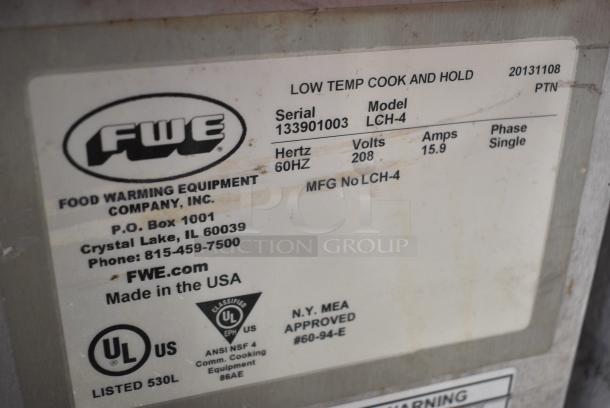 LOW TEMP COOK AND HOLD 20131108
PTN
FWE
Serial Model
133901003 LCH-4
Hertz Volts Amps Phase
60HZ 208 15.9 Single
MFG No LCH-4
FOOD WARMING EQUIPMENT
COMPANY, INC.
P.O. Box 1001
Crystal Lake, IL 60039
Phone: 815-459-7500
FWE.com
Made in the USA
UL US
LISTED 530L
CLASSIFIED
UL
EPH US
ANSI NSF 4
Comm. Cooking
Equipment
86AE
N.Y. MEA
APPROVED
#60-94-E
PCI
AUCTION GROUP
WARNING